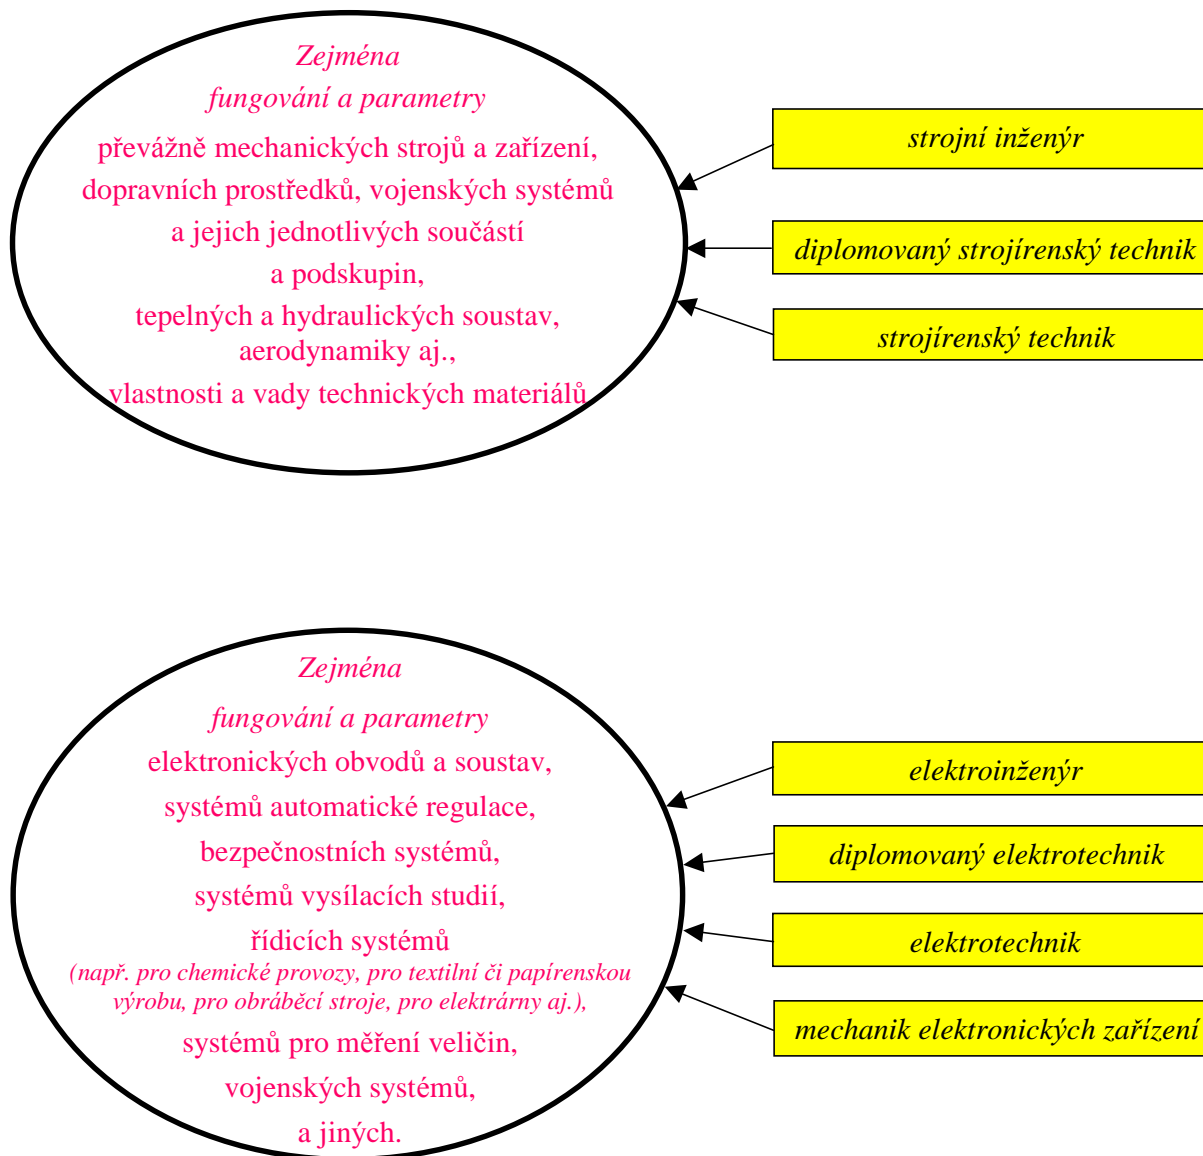 Zejména
fungování a parametry
převážně mechanických strojů a zařízení,
dopravních prostředků, vojenských systémů
a jejich jednotlivých součástí
a podskupin,
tepelných a hydraulických soustav,
aerodynamiky aj.,
vlastnosti a vady technických materiálů
strojní inženýr
diplomovaný strojírenský technik
strojírenský technik
Zejména
fungování a parametry
elektronických obvodů a soustav,
systémů automatické regulace,
bezpečnostních systémů,
systémů vysílacích studií,
řídicích systémů
(např. pro chemické provozy, pro textilní či papírenskou
výrobu, pro obráběcí stroje, pro elektrárny aj.),
systémů pro měření veličin,
vojenských systémů,
a jiných.
elektroinženýr
diplomovaný elektrotechnik
elektrotechnik
mechanik elektronických zařízení